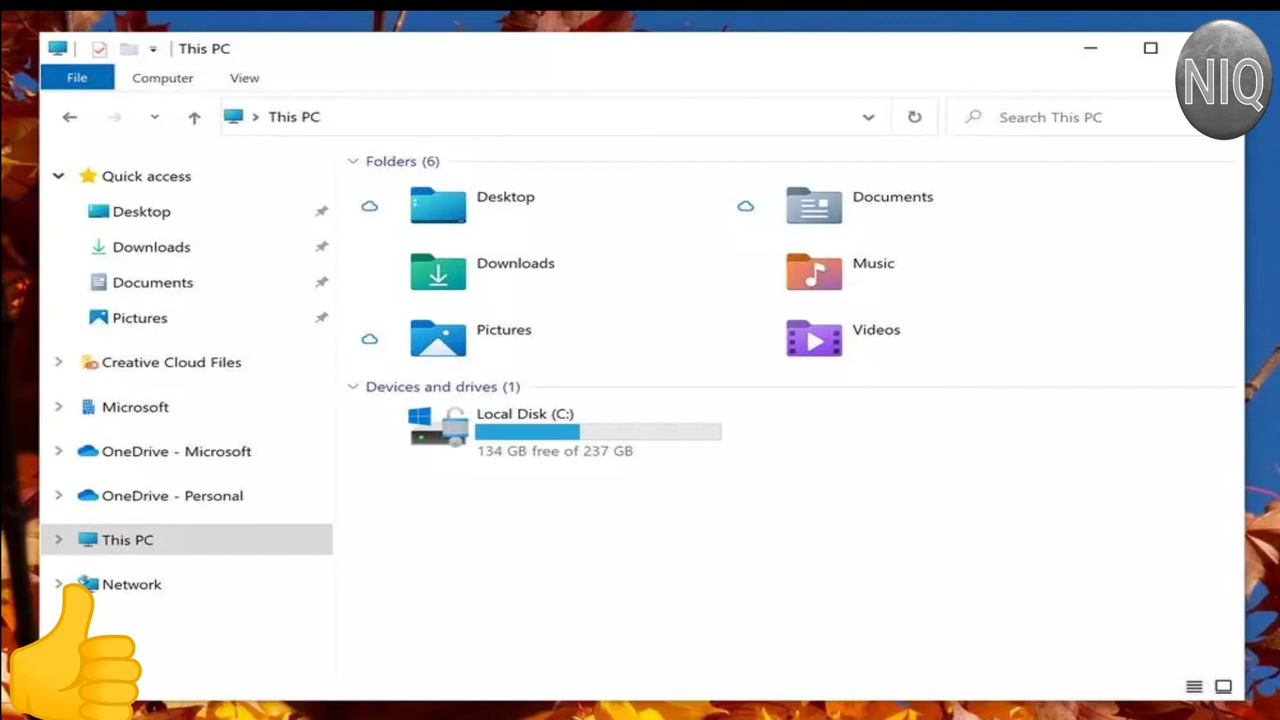 This PC
NIQ
File
Computer
View
This PC
Search This PC
Quick access
Desktop
Downloads
Documents
Pictures
Creative Cloud Files
Microsoft
OneDrive - Microsoft
OneDrive - Personal
This PC
Network
Folders (6)
Desktop
Documents
Downloads
Music
Pictures
Videos
Devices and drives (1)
Local Disk (C:)
134 GB free of 237 GB